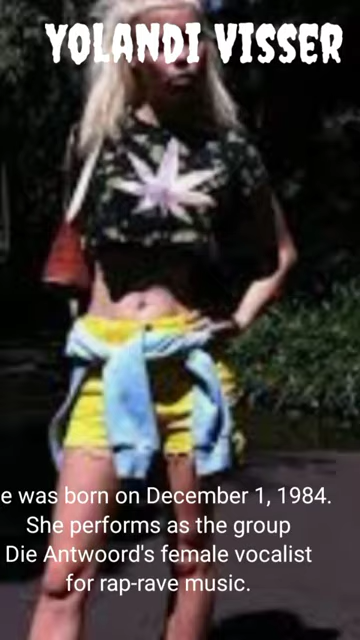 YOLANDI VISSER
e was born on December 1, 1984.
She performs as the group
Die Antwoord's female vocalist
for rap-rave music.